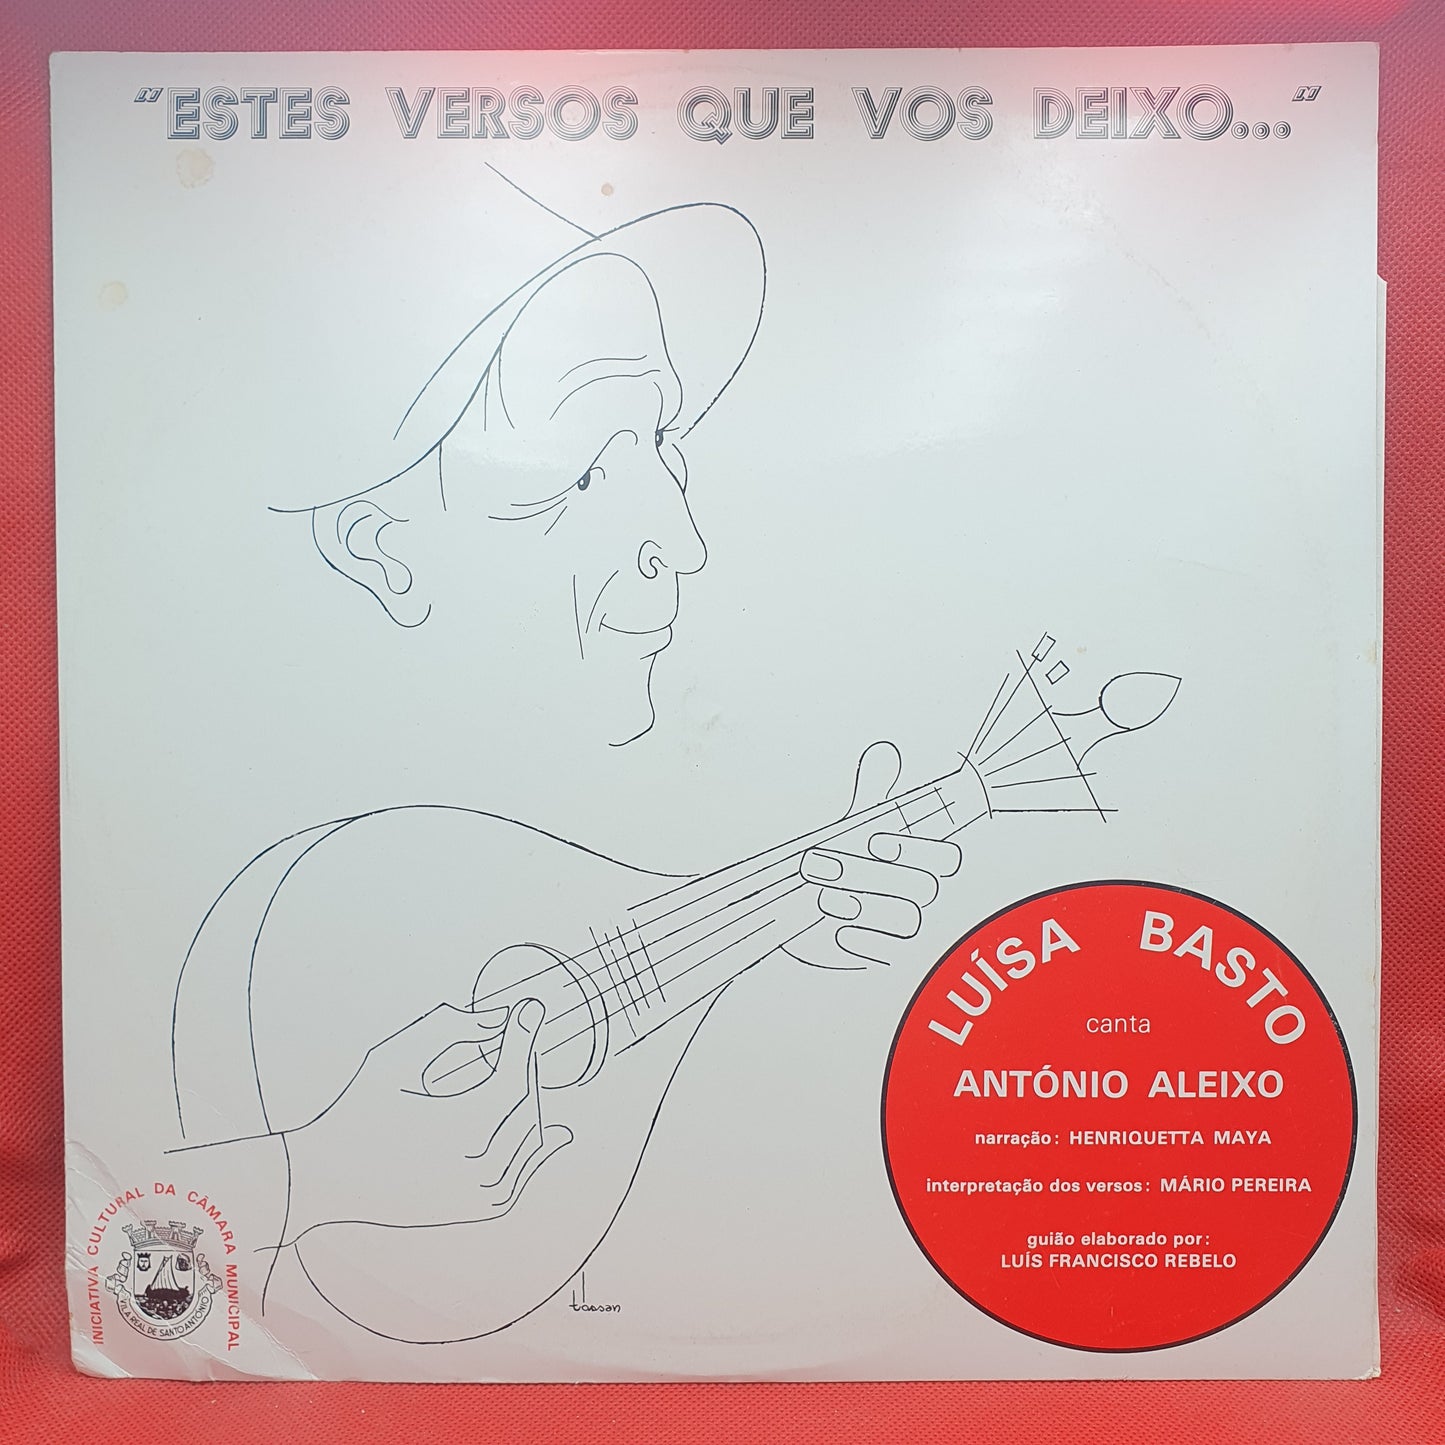 "ESTES VERSOS QUE VOS DEIXO..."
LUÍSA BASTO
canta
ANTÓNIO ALEIXO
narração: HENRIQUETTA MAYA
interpretação dos versos: MÁRIO PEREIRA
guião elaborado por:
LUÍS FRANCISCO REBELO
INICIATIVA CULTURAL DA CÂMARA MUNICIPAL
VILA REAL DE SANTO ANTÓNIO
tóssan